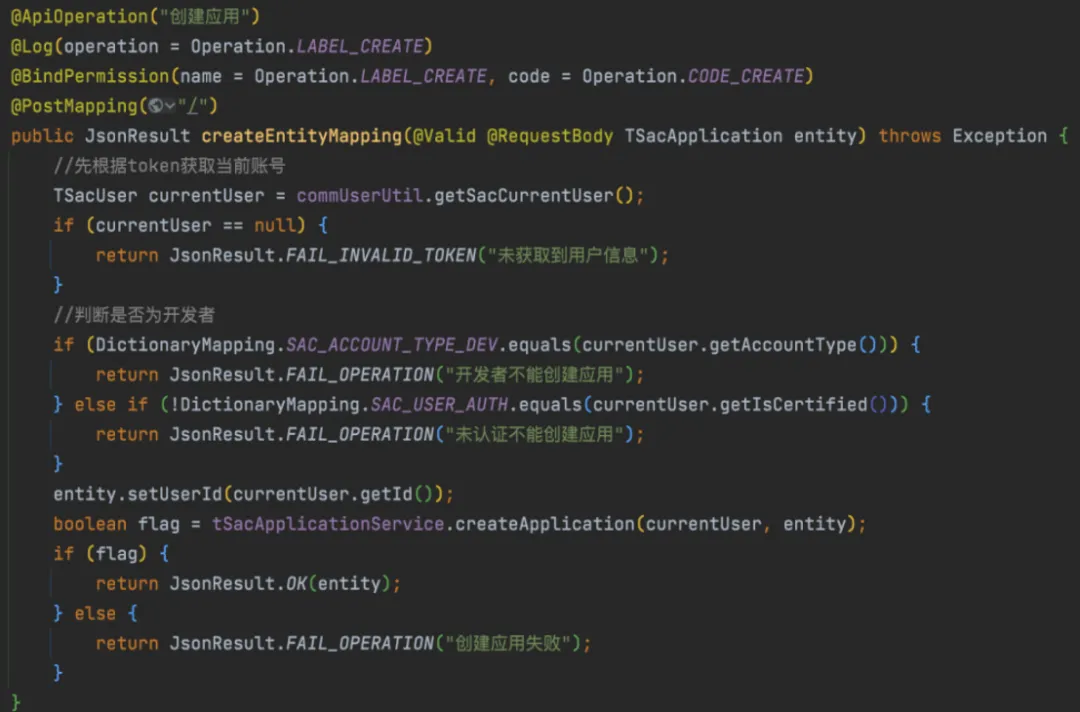 @ApiOperation("创建应用")
@Log(operation = Operation.LABEL_CREATE)
@BindPermission(name = Operation.LABEL_CREATE, code = Operation.CODE_CREATE)
@PostMapping("/")
public JsonResult createEntityMapping(@Valid @RequestBody TSacApplication entity) throws Exception {
    //先根据token获取当前账号
    TSacUser currentUser = commUserUtil.getSacCurrentUser();
    if (currentUser == null) {
        return JsonResult.FAIL_INVALID_TOKEN("未获取到用户信息");
    }
    //判断是否为开发者
    if (DictionaryMapping.SAC_ACCOUNT_TYPE_DEV.equals(currentUser.getAccountType())) {
        return JsonResult.FAIL_OPERATION("开发者不能创建应用");
    } else if (!DictionaryMapping.SAC_USER_AUTH.equals(currentUser.getIsCertified())) {
        return JsonResult.FAIL_OPERATION("未认证不能创建应用");
    }
    entity.setUserId(currentUser.getId());
    boolean flag = tSacApplicationService.createApplication(currentUser, entity);
    if (flag) {
        return JsonResult.OK(entity);
    } else {
        return JsonResult.FAIL_OPERATION("创建应用失败");
    }
}